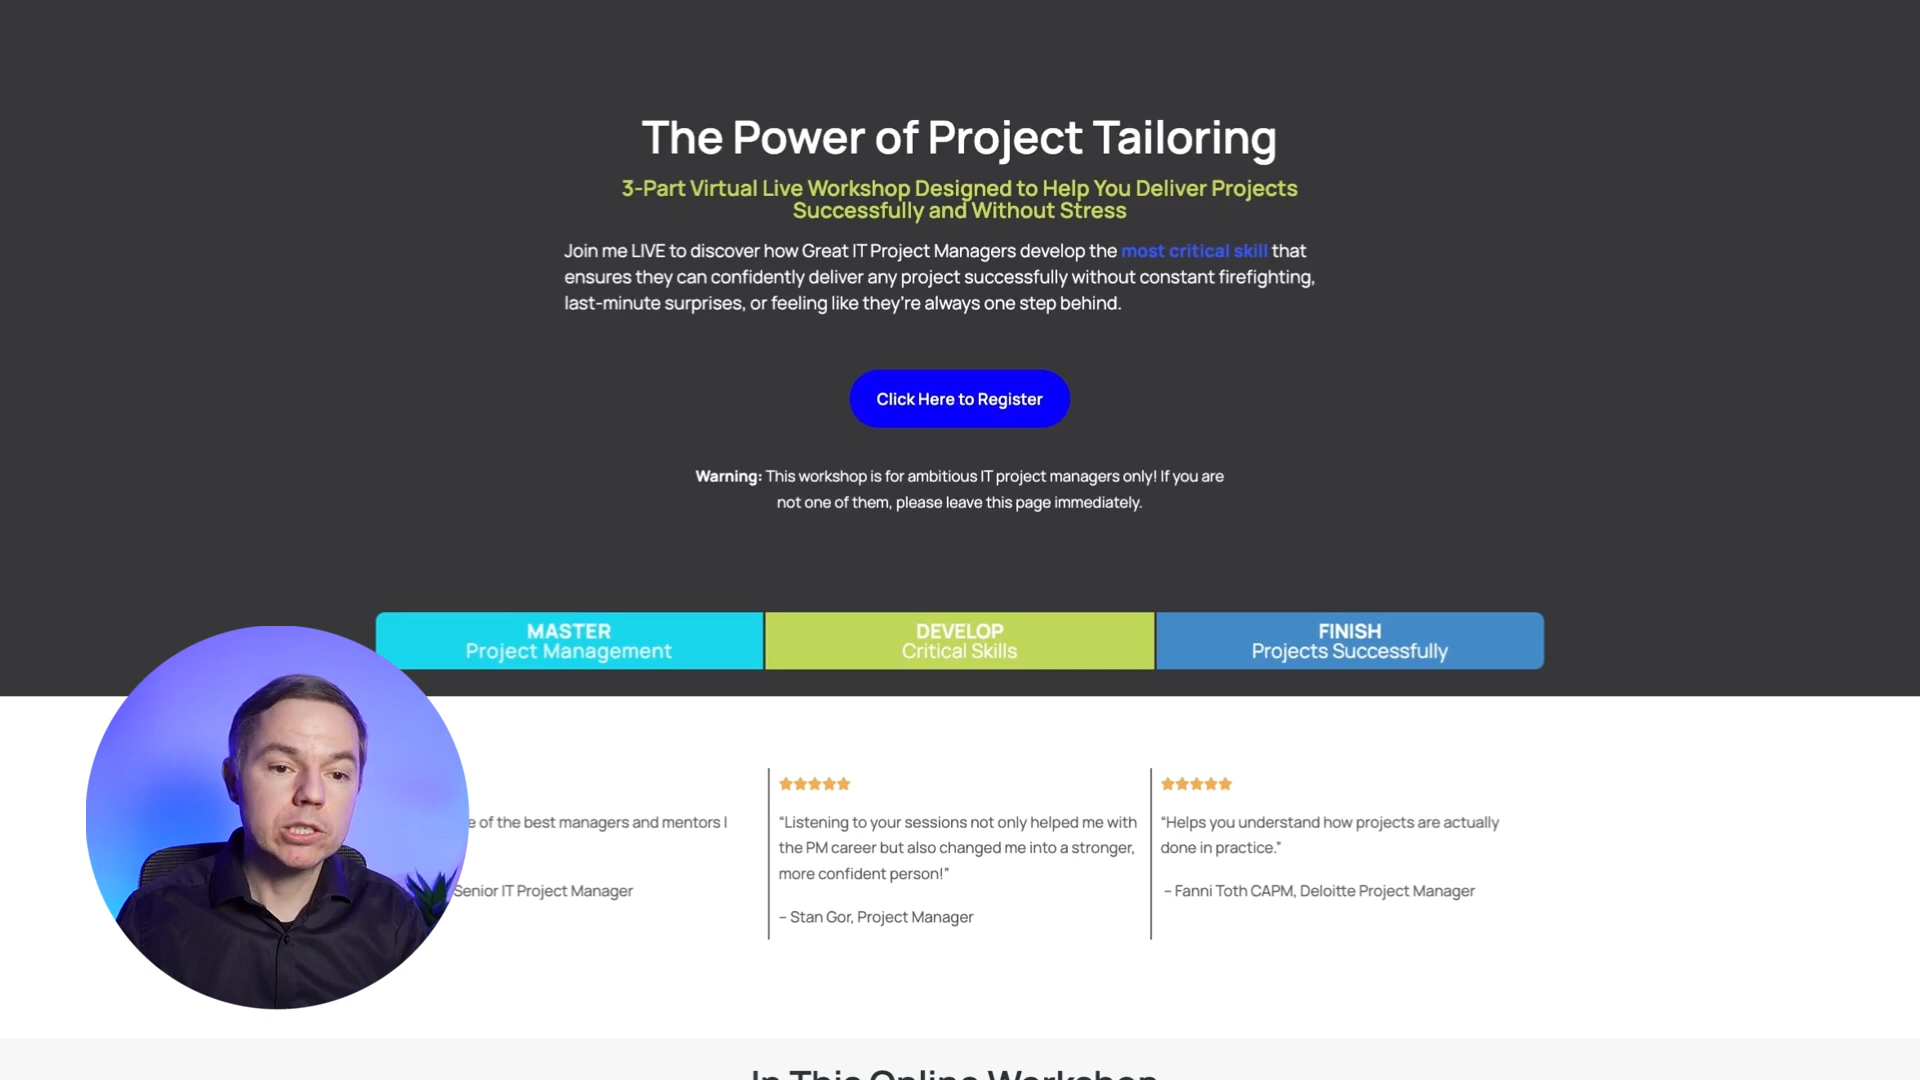 The Power of Project Tailoring
3-Part Virtual Live Workshop Designed to Help You Deliver Projects
Successfully and Without Stress
Join me LIVE to discover how Great IT Project Managers develop the most critical skill that
ensures they can confidently deliver any project successfully without constant firefighting,
last-minute surprises, or feeling like they're always one step behind.
Click Here to Register
Warning: This workshop is for ambitious IT project managers only! If you are
not one of them, please leave this page immediately.
MASTER
Project Management
DEVELOP
Critical Skills
FINISH
Projects Successfully
of the best managers and mentors I
Senior IT Project Manager
“Listening to your sessions not only helped me with
the PM career but also changed me into a stronger,
more confident person!”
– Stan Gor, Project Manager
“Helps you understand how projects are actually
done in practice.”
– Fanni Toth CAPM, Deloitte Project Manager
In This Online Workshop